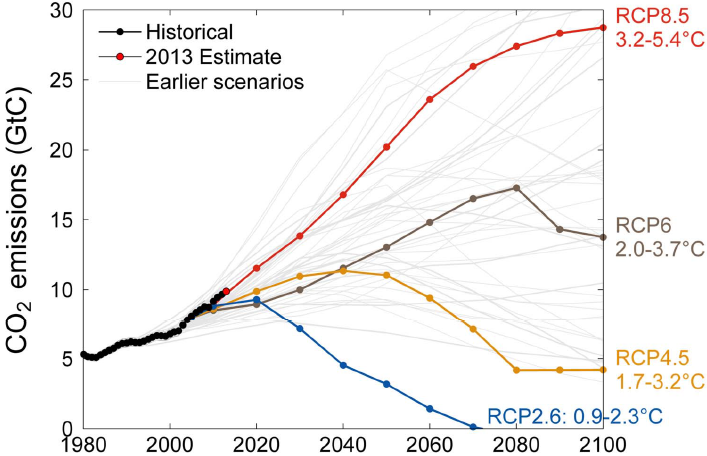 30
25
20
15
10
5
0
CO₂ emissions (GtC)
Historical
2013 Estimate
Earlier scenarios
RCP8.5
3.2-5.4°C
RCP6
2.0-3.7°C
RCP4.5
1.7-3.2°C
RCP2.6: 0.9-2.3°C
1980 2000 2020 2040 2060 2080 2100